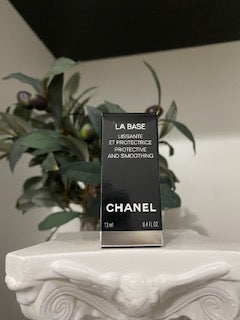 LA BASE
LISSANTE
ET PROTECTRICE
PROTECTIVE
AND SMOOTHING
CHANEL
13 ml 0.4 FL.OZ.